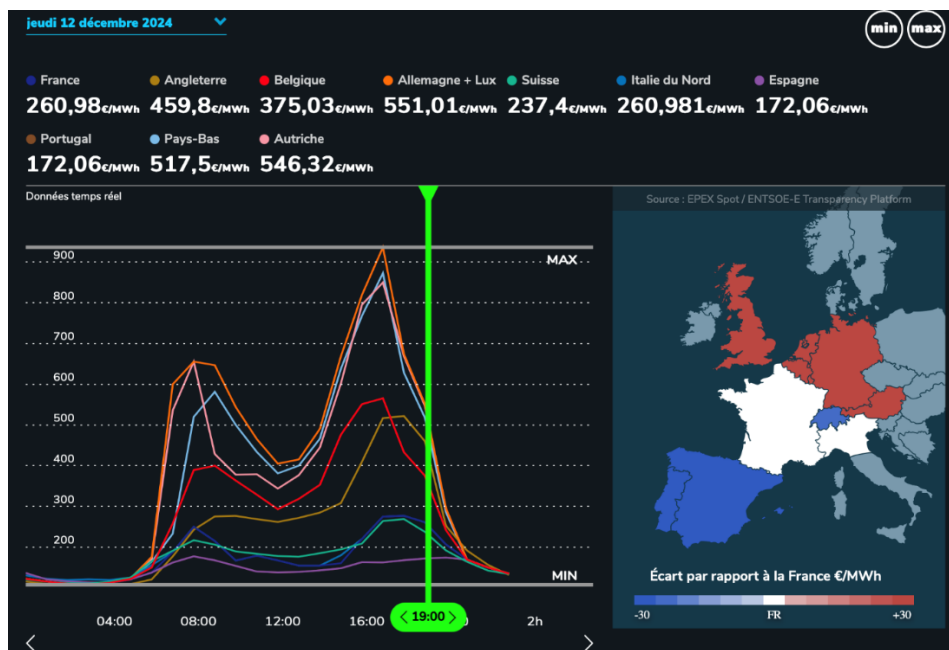 jeudi 12 décembre 2024
min max
France Angleterre Belgique Allemagne + Lux Suisse Italie du Nord Espagne
260,98€/MWh 459,8€/MWh 375,03€/MWh 551,01€/MWh 237,4€/MWh 260,981€/MWh 172,06€/MWh
Portugal Pays-Bas Autriche
172,06€/MWh 517,5€/MWh 546,32€/MWh
Données temps réel
Source : EPEX Spot / ENTSOE-E Transparency Platform
900
MAX
800
700
600
500
400
300
200
MIN
04:00 08:00 12:00 16:00 19:00 2h
Écart par rapport à la France €/MWh
-30 FR +30